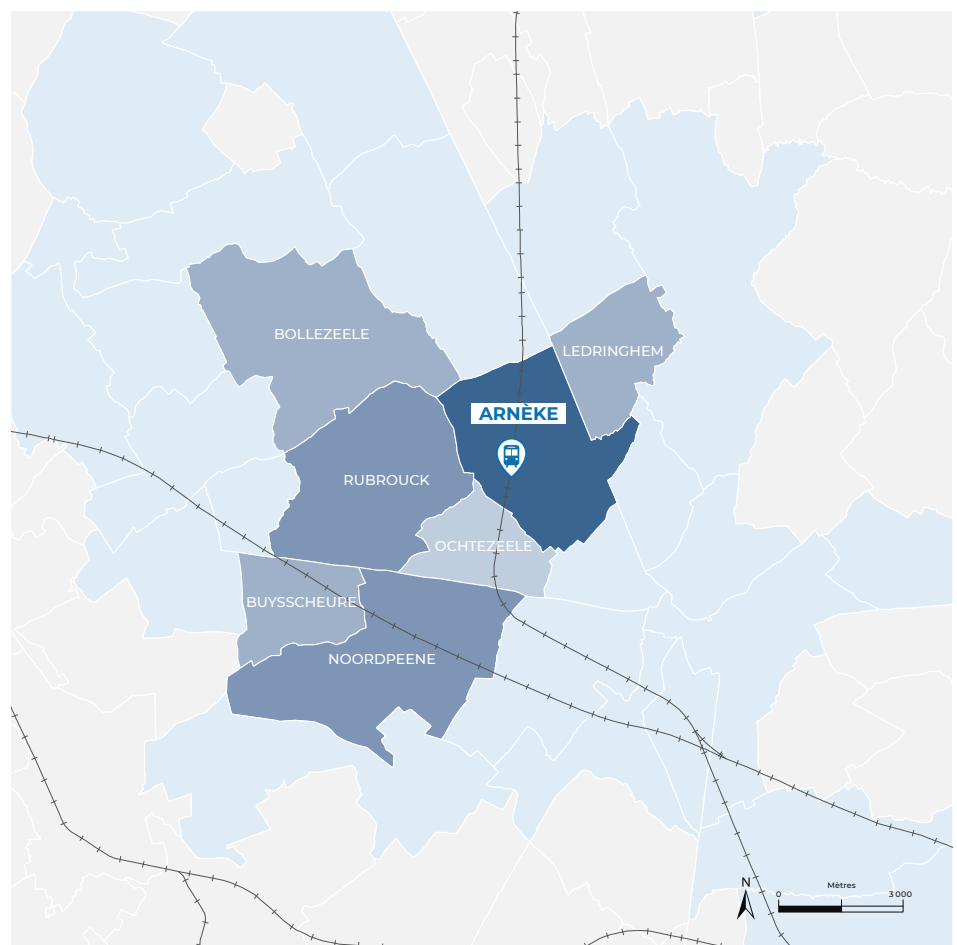 BOLLEZEELE
LEDRINGHEM
ARNÈKE
RUBROUCK
OCHTEZEELE
BUYSSCHEURE
NOORDPEENE
N
Mètres
0 3 000